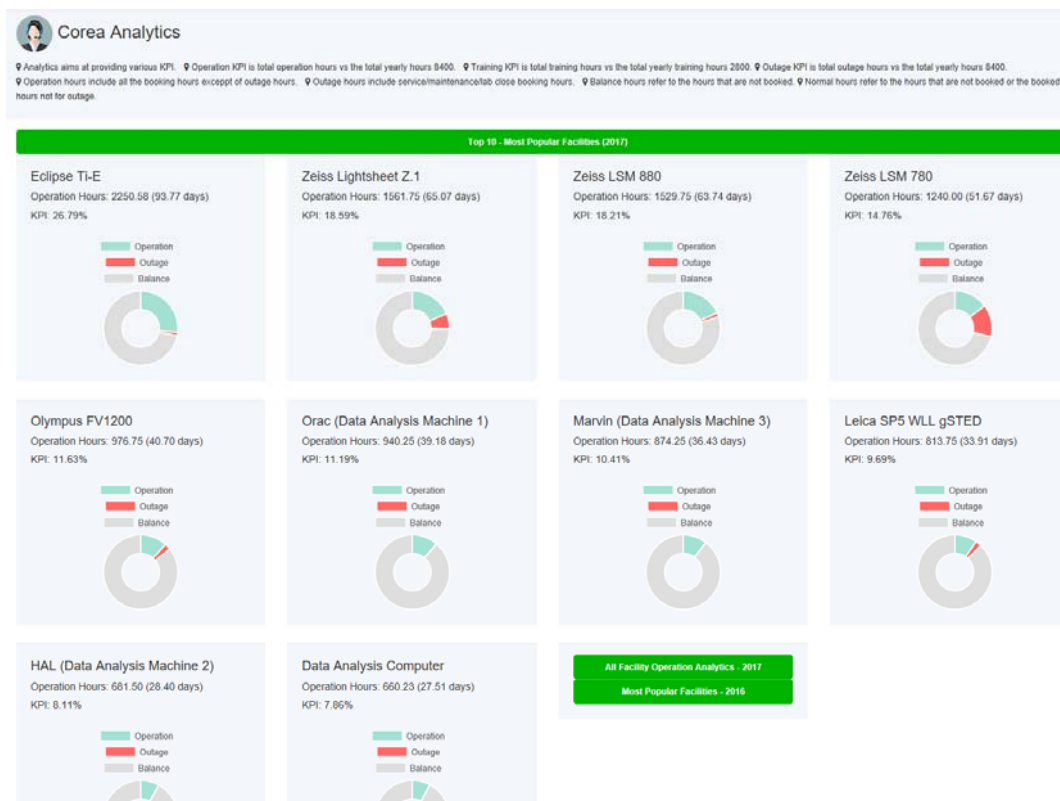 Corea Analytics
Analytics aims at providing various KPI. Operation KPI is total operation hours vs the total yearly hours 8400. Training KPI is total training hours vs the total yearly training hours 2800. Outage KPI is total outage hours vs the total yearly hours 8400.
Operation hours include all the booking hours exceppt of outage hours. Outage hours include service/maintenance/lab close booking hours. Balance hours refer to the hours that are not booked. Normal hours refer to the hours that are not booked or the booked
hours not for outage.
Top 10 - Most Popular Facilities (2017)
Eclipse Ti-E
Operation Hours: 2250.58 (93.77 days)
KPI: 26.79%
Operation
Outage
Balance
Zeiss Lightsheet Z.1
Operation Hours: 1561.75 (65.07 days)
KPI: 18.59%
Operation
Outage
Balance
Zeiss LSM 880
Operation Hours: 1529.75 (63.74 days)
KPI: 18.21%
Operation
Outage
Balance
Zeiss LSM 780
Operation Hours: 1240.00 (51.67 days)
KPI: 14.76%
Operation
Outage
Balance
Olympus FV1200
Operation Hours: 976.75 (40.70 days)
KPI: 11.63%
Operation
Outage
Balance
Orac (Data Analysis Machine 1)
Operation Hours: 940.25 (39.18 days)
KPI: 11.19%
Operation
Outage
Balance
Marvin (Data Analysis Machine 3)
Operation Hours: 874.25 (36.43 days)
KPI: 10.41%
Operation
Outage
Balance
Leica SP5 WLL gSTED
Operation Hours: 813.75 (33.91 days)
KPI: 9.69%
Operation
Outage
Balance
HAL (Data Analysis Machine 2)
Operation Hours: 681.50 (28.40 days)
KPI: 8.11%
Operation
Outage
Balance
Data Analysis Computer
Operation Hours: 660.23 (27.51 days)
KPI: 7.86%
Operation
Outage
Balance
All Facility Operation Analytics - 2017
Most Popular Facilities - 2016